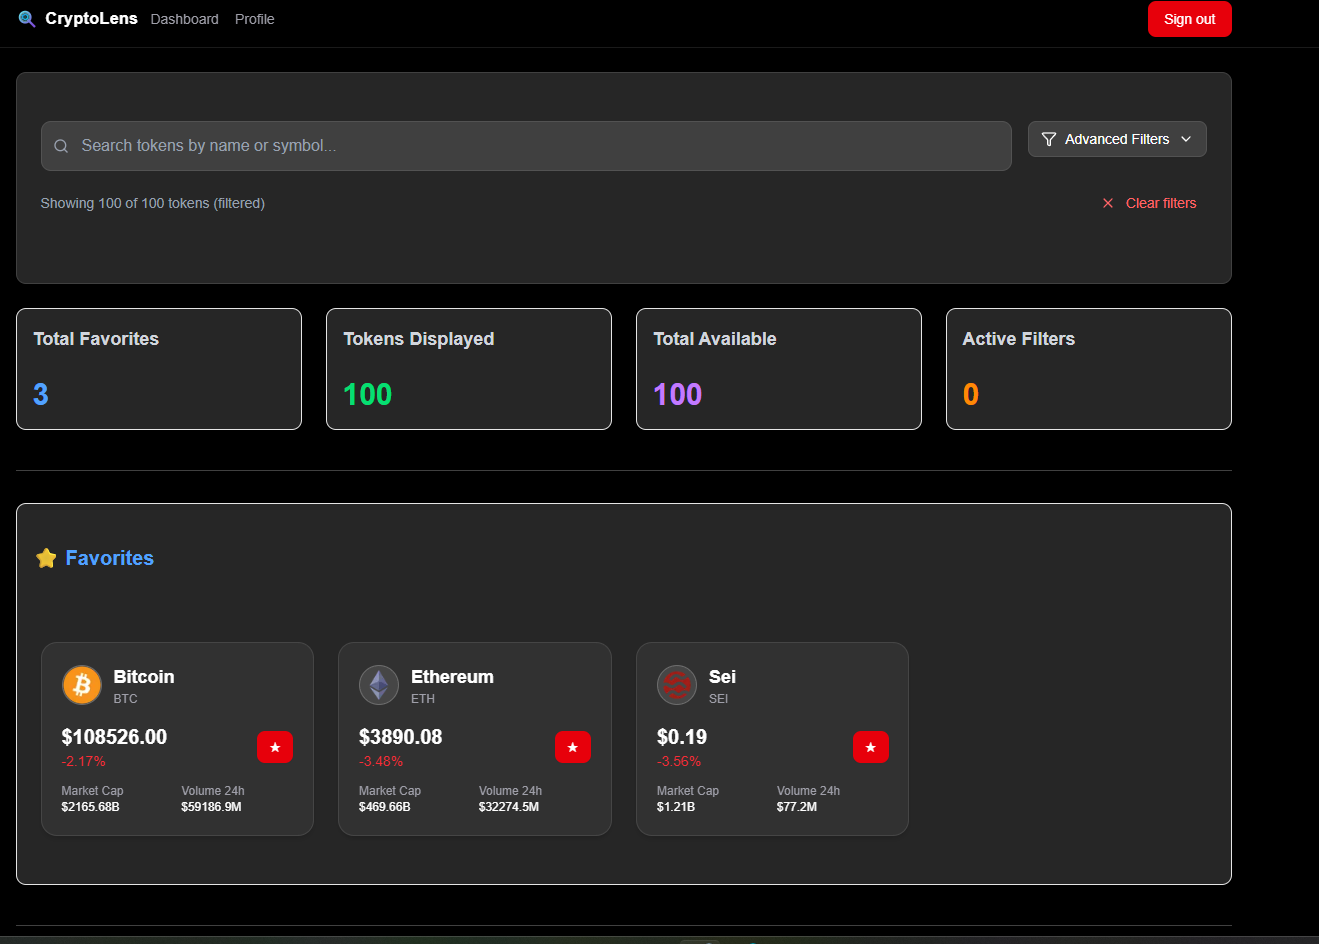 CryptoLens Dashboard Profile Sign out
Search tokens by name or symbol... Advanced Filters
Showing 100 of 100 tokens (filtered) Clear filters
Total Favorites Tokens Displayed Total Available Active Filters
3 100 100 0
Favorites
Bitcoin
BTC
$108526.00
-2.17%
Market Cap Volume 24h
$2165.68B $59186.9M
Ethereum
ETH
$3890.08
-3.48%
Market Cap Volume 24h
$469.66B $32274.5M
Sei
SEI
$0.19
-3.56%
Market Cap Volume 24h
$1.21B $77.2M